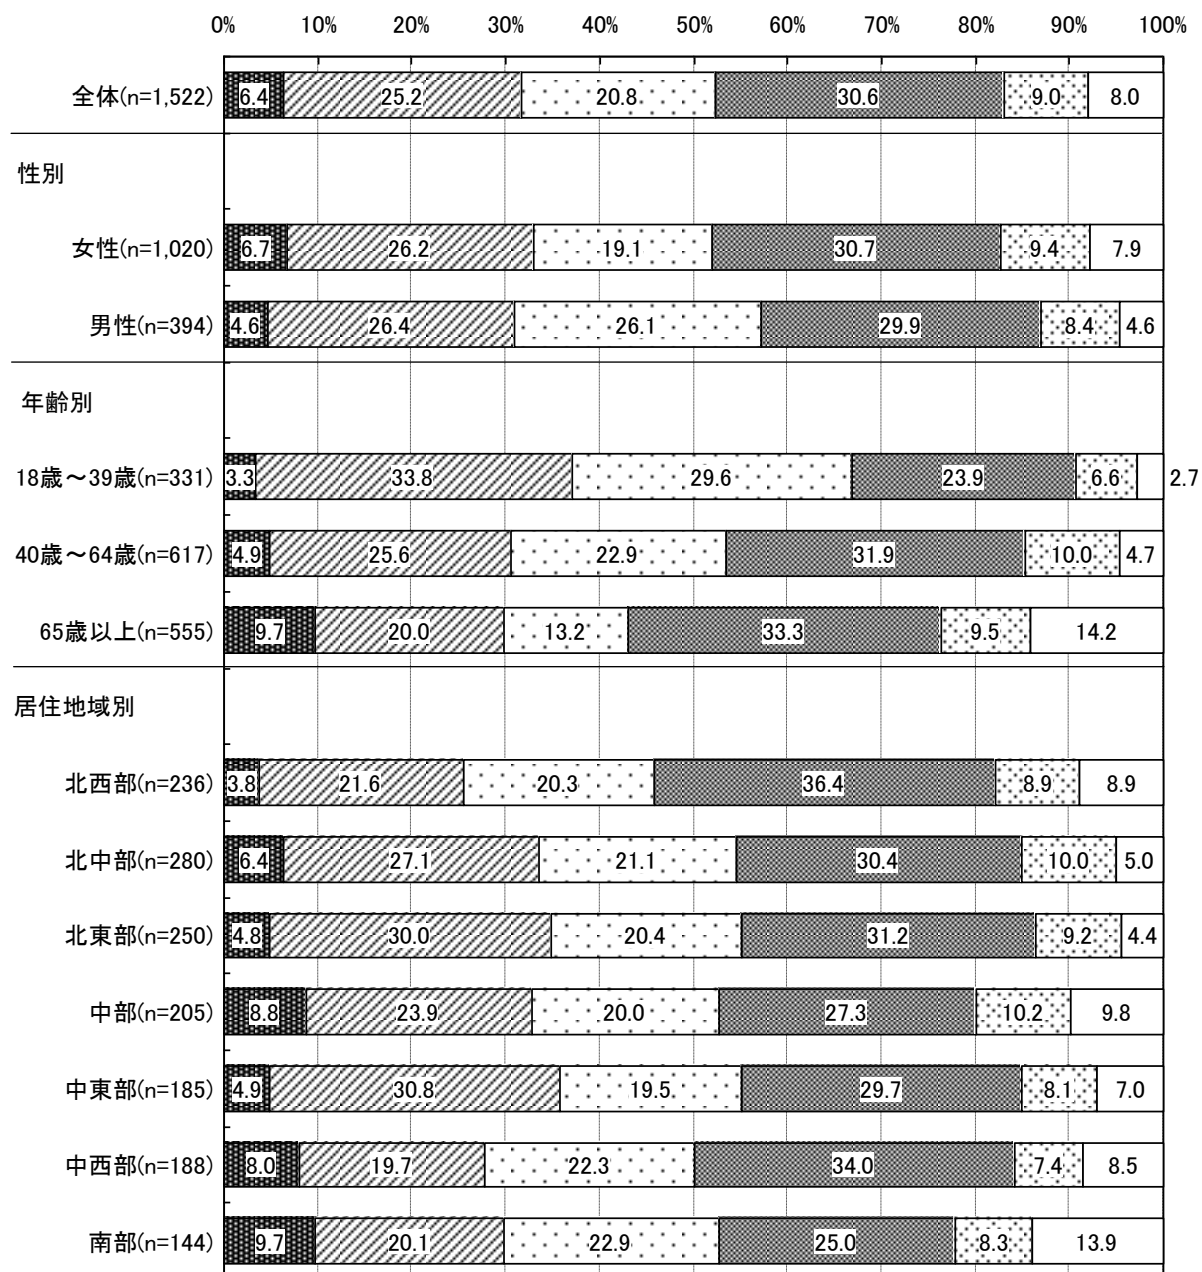 0% 10% 20% 30% 40% 50% 60% 70% 80% 90% 100%
全体(n=1,522) 6.4 25.2 20.8 30.6 9.0 8.0
性別
女性(n=1,020) 6.7 26.2 19.1 30.7 9.4 7.9
男性(n=394) 4.6 26.4 26.1 29.9 8.4 4.6
年齢別
18歳～39歳(n=331) 3.3 33.8 29.6 23.9 6.6 2.7
40歳～64歳(n=617) 4.9 25.6 22.9 31.9 10.0 4.7
65歳以上(n=555) 9.7 20.0 13.2 33.3 9.5 14.2
居住地域別
北西部(n=236) 3.8 21.6 20.3 36.4 8.9 8.9
北中部(n=280) 6.4 27.1 21.1 30.4 10.0 5.0
北東部(n=250) 4.8 30.0 20.4 31.2 9.2 4.4
中部(n=205) 8.8 23.9 20.0 27.3 10.2 9.8
中東部(n=185) 4.9 30.8 19.5 29.7 8.1 7.0
中西部(n=188) 8.0 19.7 22.3 34.0 7.4 8.5
南部(n=144) 9.7 20.1 22.9 25.0 8.3 13.9